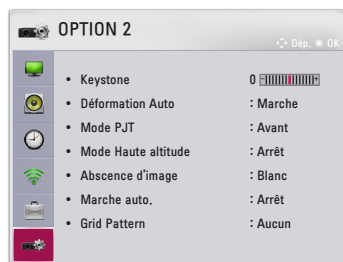 OPTION 2
Dép. OK
• Keystone 0 - +
• Déformation Auto : Marche
• Mode PJT : Avant
• Mode Haute altitude : Arrêt
• Abscence d'image : Blanc
• Marche auto. : Arrêt
• Grid Pattern : Aucun